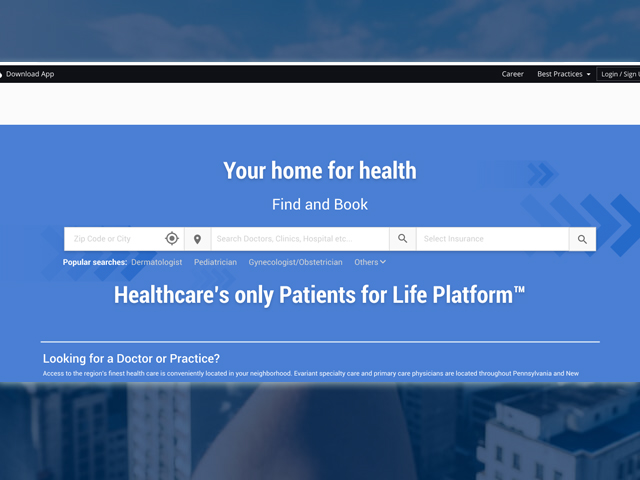 Download App
Career
Best Practices
Login / Sign
Your home for health
Find and Book
Zip Code or City
Search Doctors, Clinics, Hospital etc...
Select Insurance
Popular searches: Dermatologist Pediatrician Gynecologist/Obstetrician Others
Healthcare's only Patients for Life Platform™
Looking for a Doctor or Practice?
Access to the region's finest health care is conveniently located in your neighborhood. Evariant specialty care and primary care physicians are located throughout Pennsylvania and New